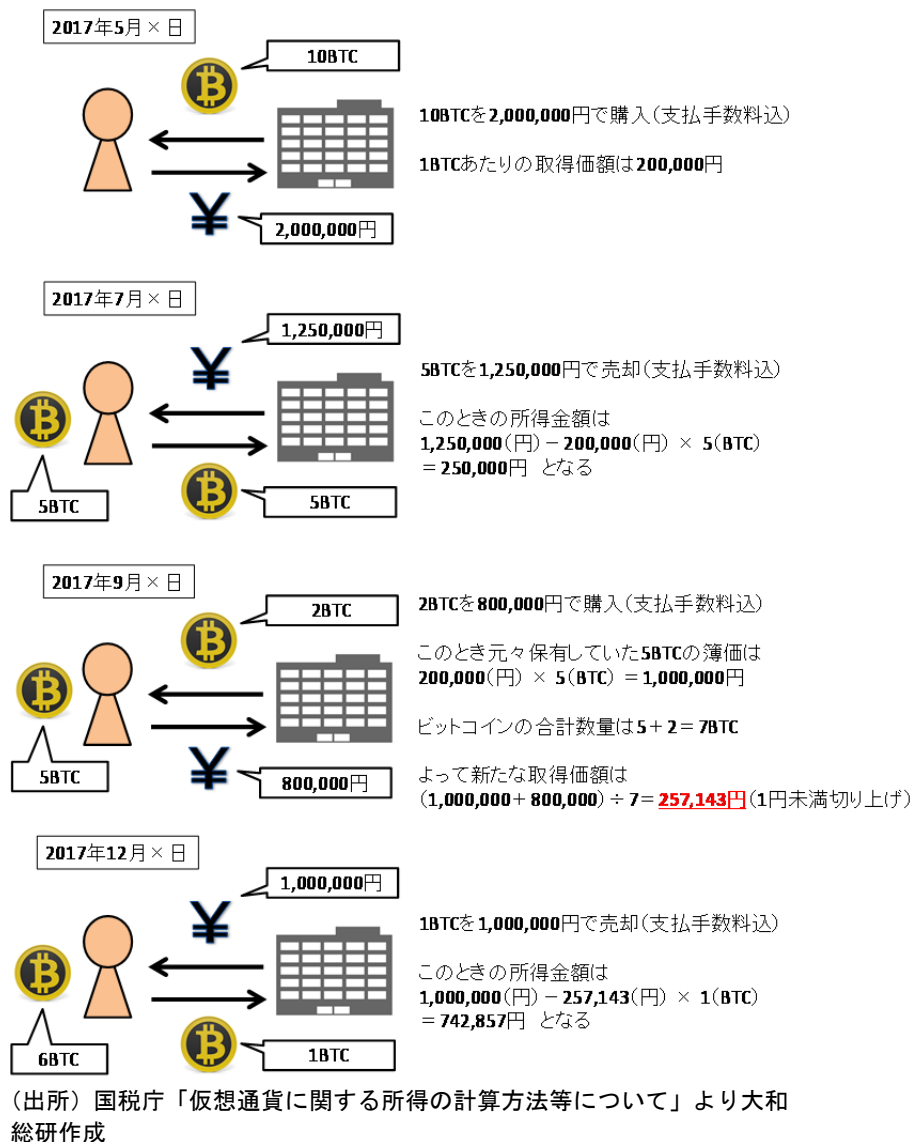 2017年5月×日
10BTC
2,000,000円
10BTCを2,000,000円で購入(支払手数料込)
1BTCあたりの取得価額は200,000円
2017年7月×日
1,250,000円
5BTC
5BTC
5BTCを1,250,000円で売却(支払手数料込)
このときの所得金額は
1,250,000(円)-200,000(円) × 5(BTC)
=250,000円 となる
2017年9月×日
2BTC
5BTC
800,000円
2BTCを800,000円で購入(支払手数料込)
このとき元々保有していた5BTCの簿価は
200,000(円) × 5(BTC) =1,000,000円
ビットコインの合計数量は5+2=7BTC
よって新たな取得価額は
(1,000,000+800,000)÷7=257,143円(1円未満切り上げ)
2017年12月×日
1,000,000円
6BTC
1BTC
1BTCを1,000,000円で売却(支払手数料込)
このときの所得金額は
1,000,000(円)-257,143(円) × 1(BTC)
=742,857円 となる
(出所)国税庁「仮想通貨に関する所得の計算方法等について」より大和
総研作成